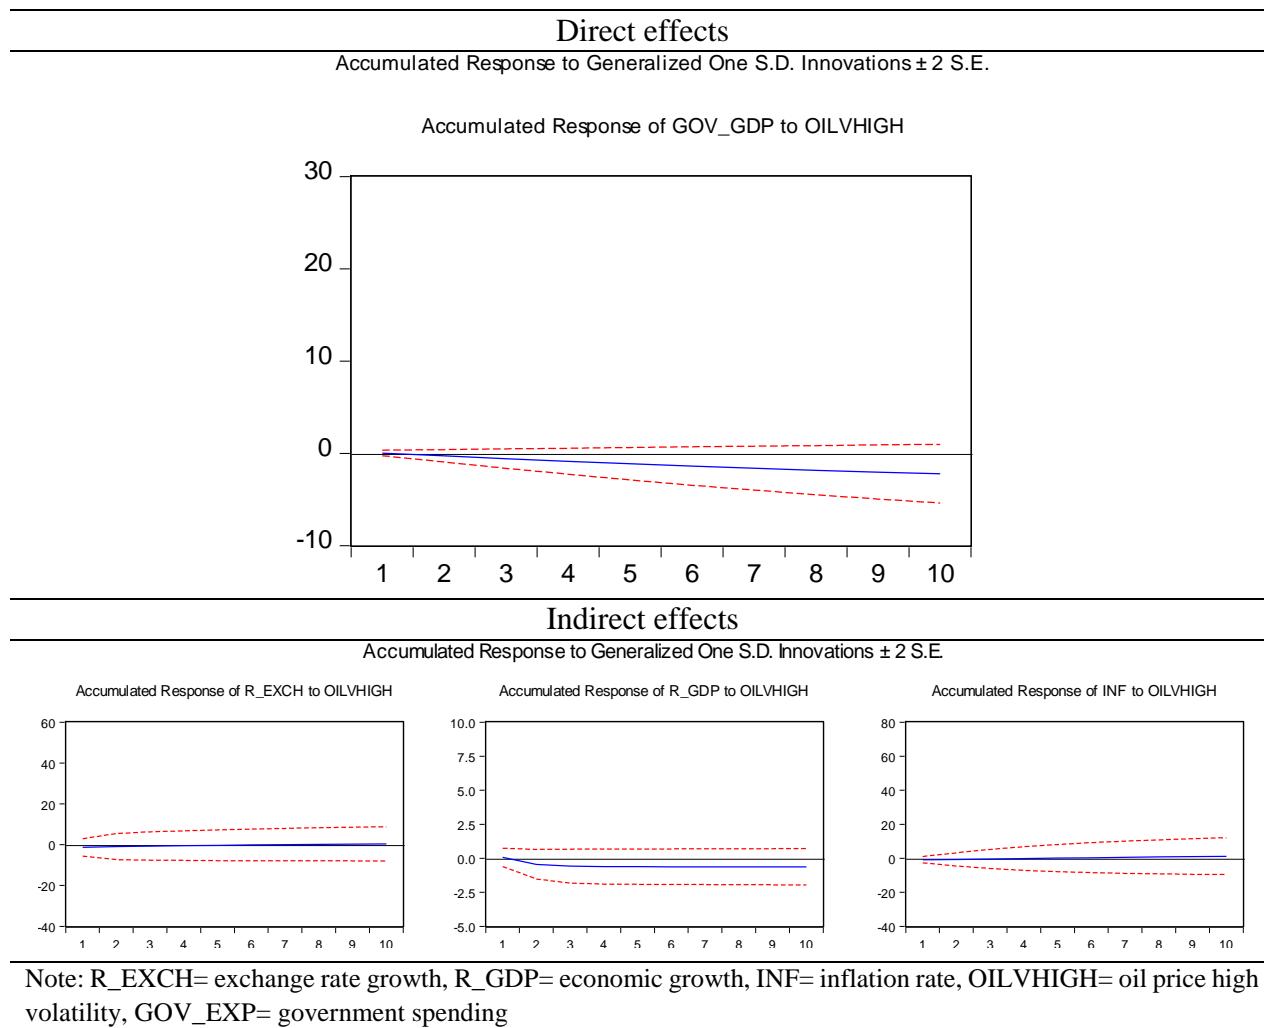 Direct effects
Accumulated Response to Generalized One S.D. Innovations ± 2 S.E.
Accumulated Response of GOV_GDP to OILVHIGH
30
20
10
0
-10
1 2 3 4 5 6 7 8 9 10
Indirect effects
Accumulated Response to Generalized One S.D. Innovations ± 2 S.E.
Accumulated Response of R_EXCH to OILVHIGH
60
40
20
0
-20
-40
1 2 3 4 5 6 7 8 9 10
Accumulated Response of R_GDP to OILVHIGH
10.0
7.5
5.0
2.5
0.0
-2.5
-5.0
1 2 3 4 5 6 7 8 9 10
Accumulated Response of INF to OILVHIGH
80
60
40
20
0
-20
-40
1 2 3 4 5 6 7 8 9 10
Note: R_EXCH= exchange rate growth, R_GDP= economic growth, INF= inflation rate, OILVHIGH= oil price high
volatility, GOV_EXP= government spending